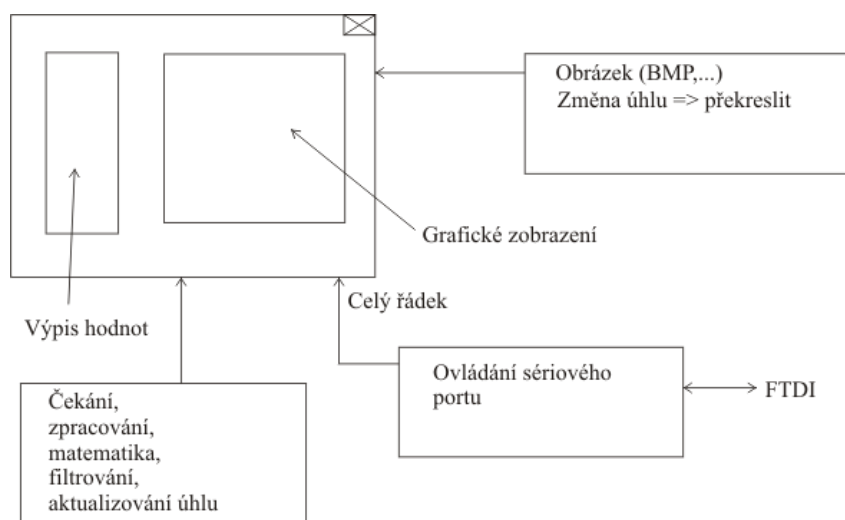 Obrázek (BMP,...)
Změna úhlu => překreslit
Grafické zobrazení
Celý řádek
Výpis hodnot
Ovládání sériového
portu
FTDI
Čekání,
zpracování,
matematika,
filtrování,
aktualizování úhlu